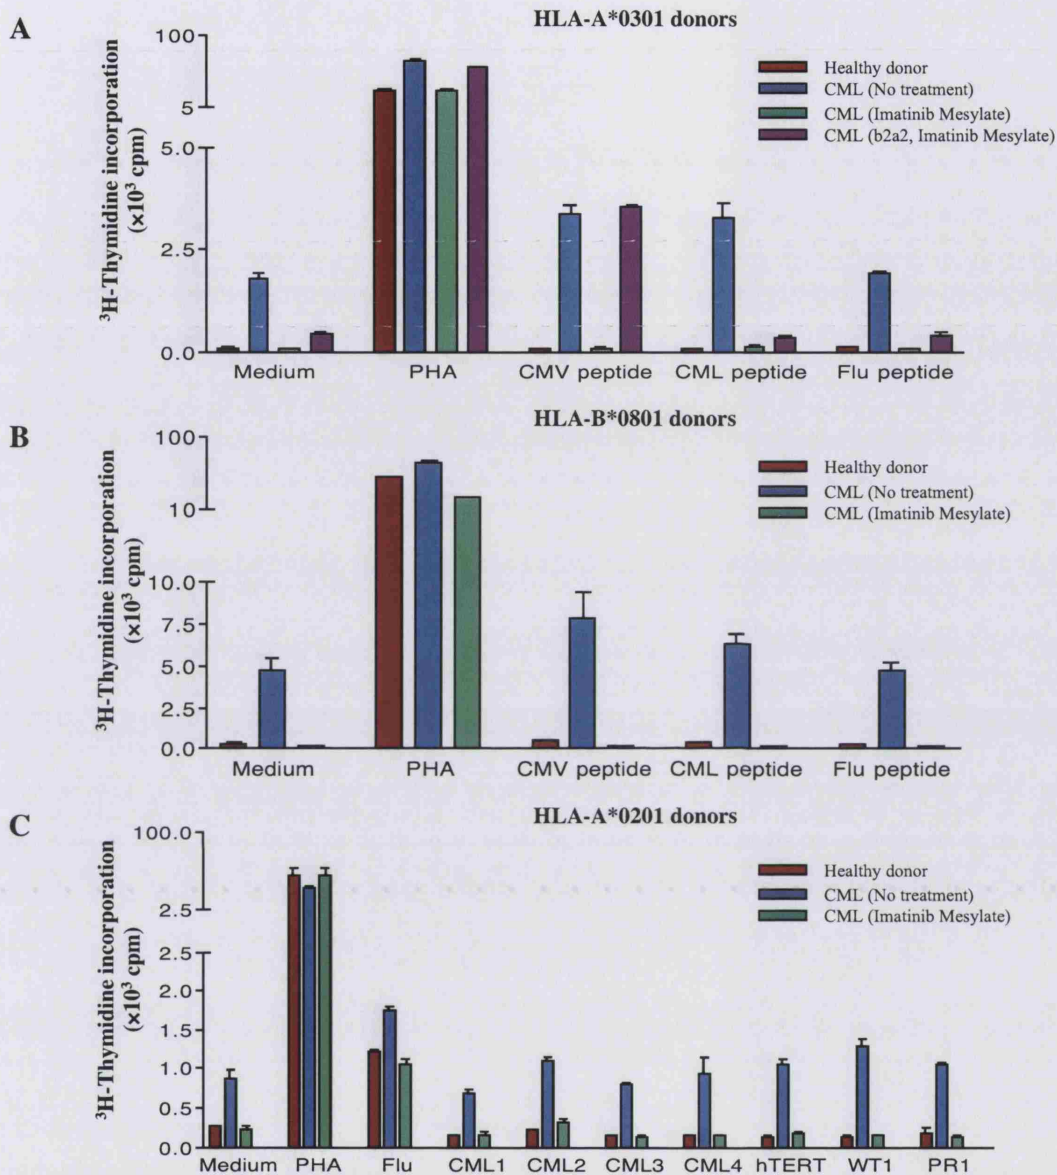 A
HLA-A*0301 donors
³H-Thymidine incorporation
(×10³ cpm)
100
5
5.0
2.5
0.0
Healthy donor
CML (No treatment)
CML (Imatinib Mesylate)
CML (b2a2, Imatinib Mesylate)
Medium PHA CMV peptide CML peptide Flu peptide
B
HLA-B*0801 donors
³H-Thymidine incorporation
(×10³ cpm)
100
10
10.0
7.5
5.0
2.5
0.0
Healthy donor
CML (No treatment)
CML (Imatinib Mesylate)
Medium PHA CMV peptide CML peptide Flu peptide
C
HLA-A*0201 donors
³H-Thymidine incorporation
(×10³ cpm)
100.0
2.5
2.5
2.0
1.5
1.0
0.5
0.0
Healthy donor
CML (No treatment)
CML (Imatinib Mesylate)
Medium PHA Flu CML1 CML2 CML3 CML4 hTERT WT1 PR1